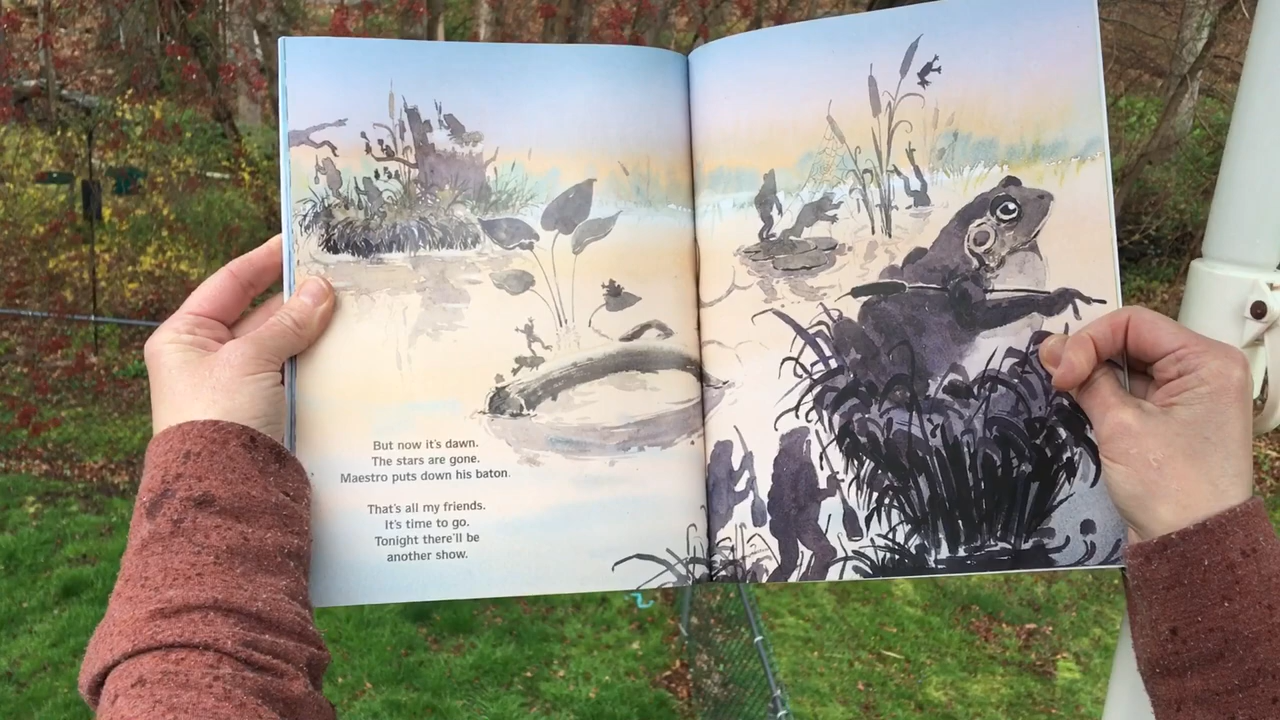 But now it's dawn.
The stars are gone.
Maestro puts down his baton.
That's all my friends.
It's time to go.
Tonight there'll be
another show.